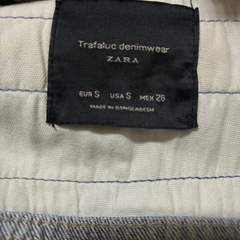 Trafaluc denimwear
ZARA
EUR S USA S MEX 26
MADE IN BANGLADESH